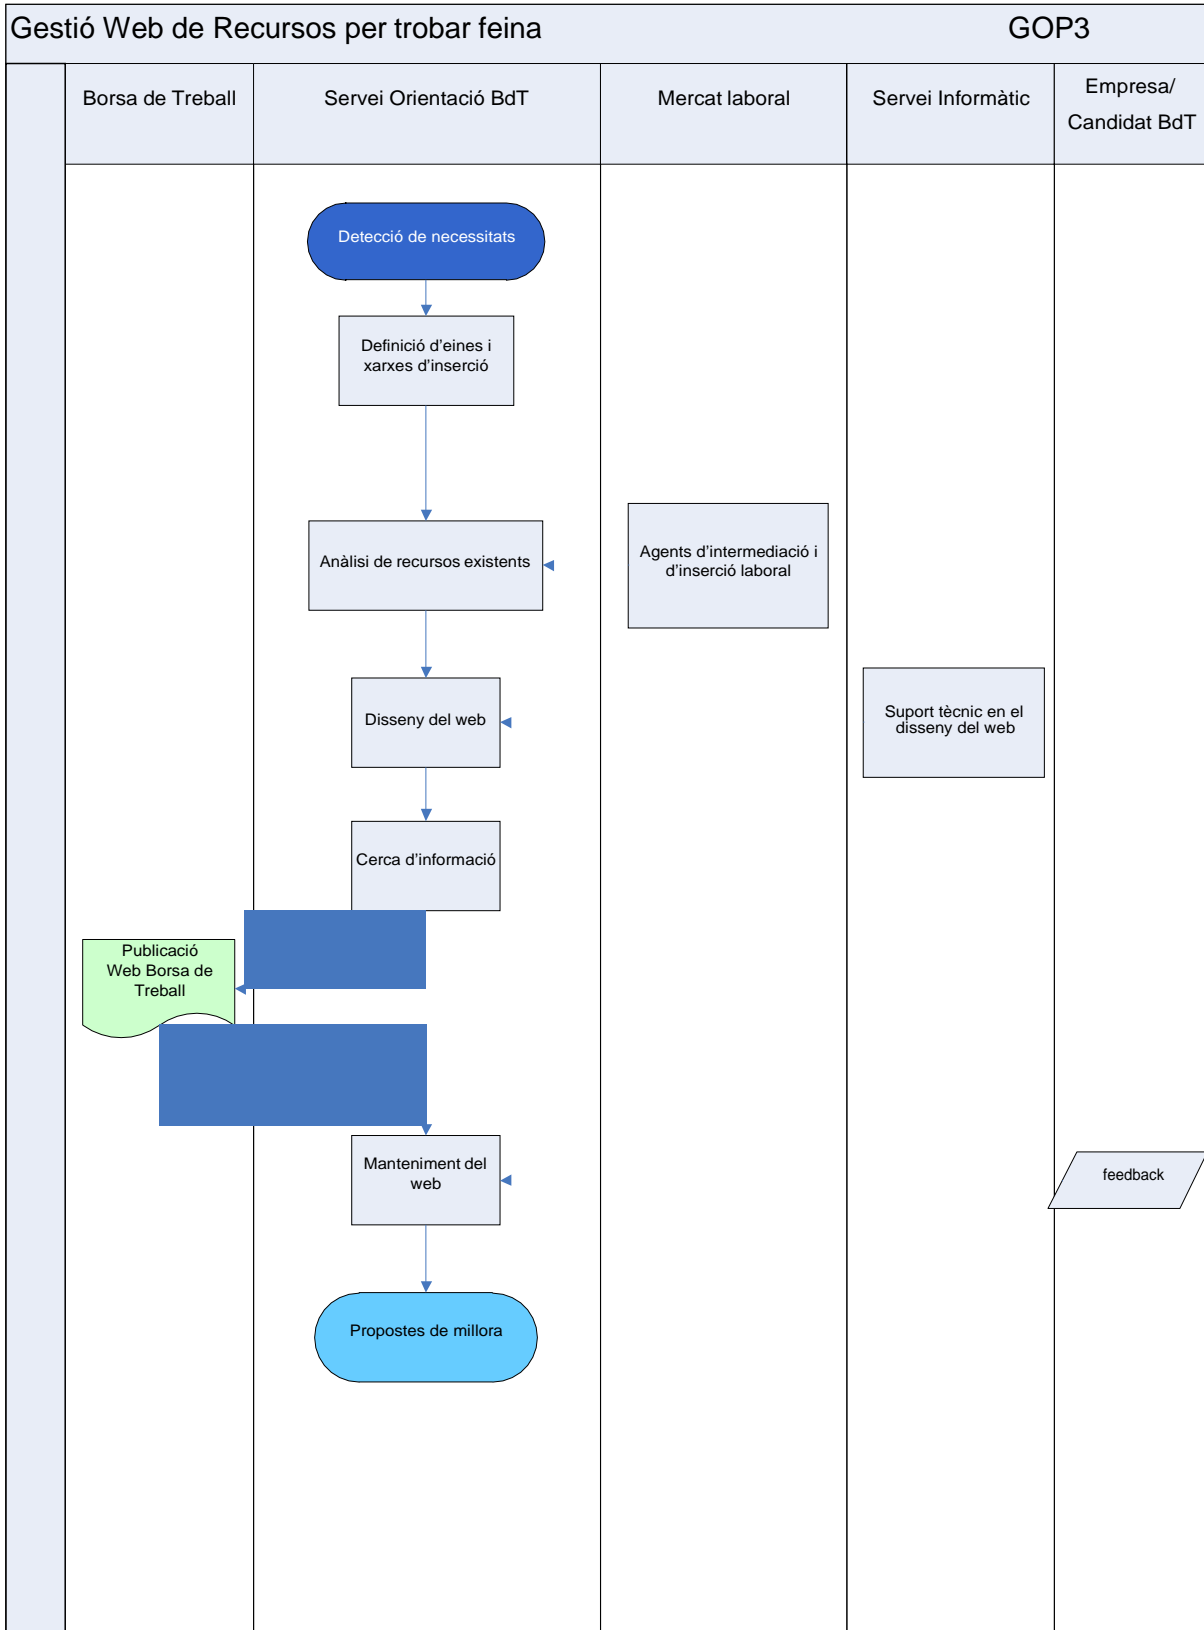 Gestió Web de Recursos per trobar feina GOP3
Borsa de Treball
Servei Orientació BdT
Mercat laboral
Servei Informàtic
Empresa/
Candidat BdT
Detecció de necessitats
Definició d'eines i
xarxes d'inserció
Anàlisi de recursos existents
Agents d'intermediació i
d'inserció laboral
Disseny del web
Suport tècnic en el
disseny del web
Cerca d'informació
Publicació
Web Borsa de
Treball
Manteniment del
web
feedback
Propostes de millora